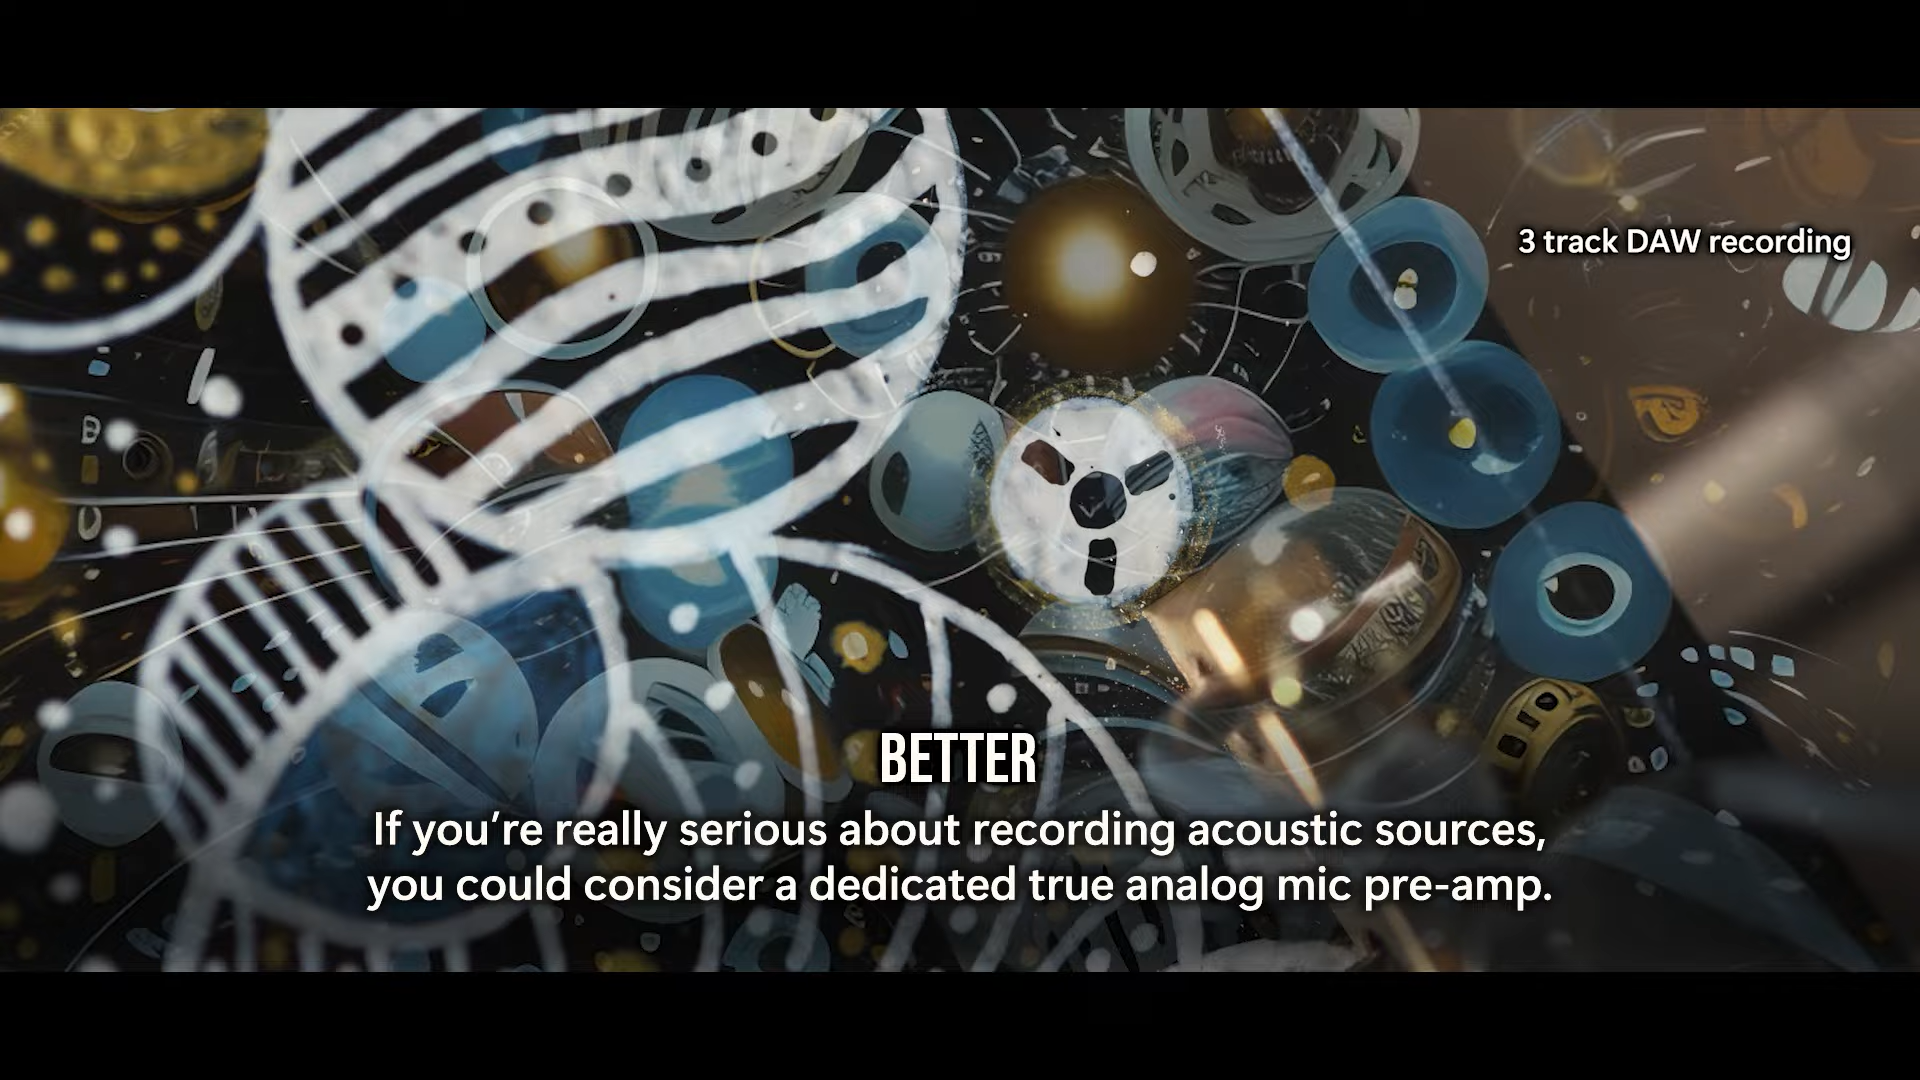 3 track DAW recording
BETTER
If you’re really serious about recording acoustic sources,
you could consider a dedicated true analog mic pre-amp.